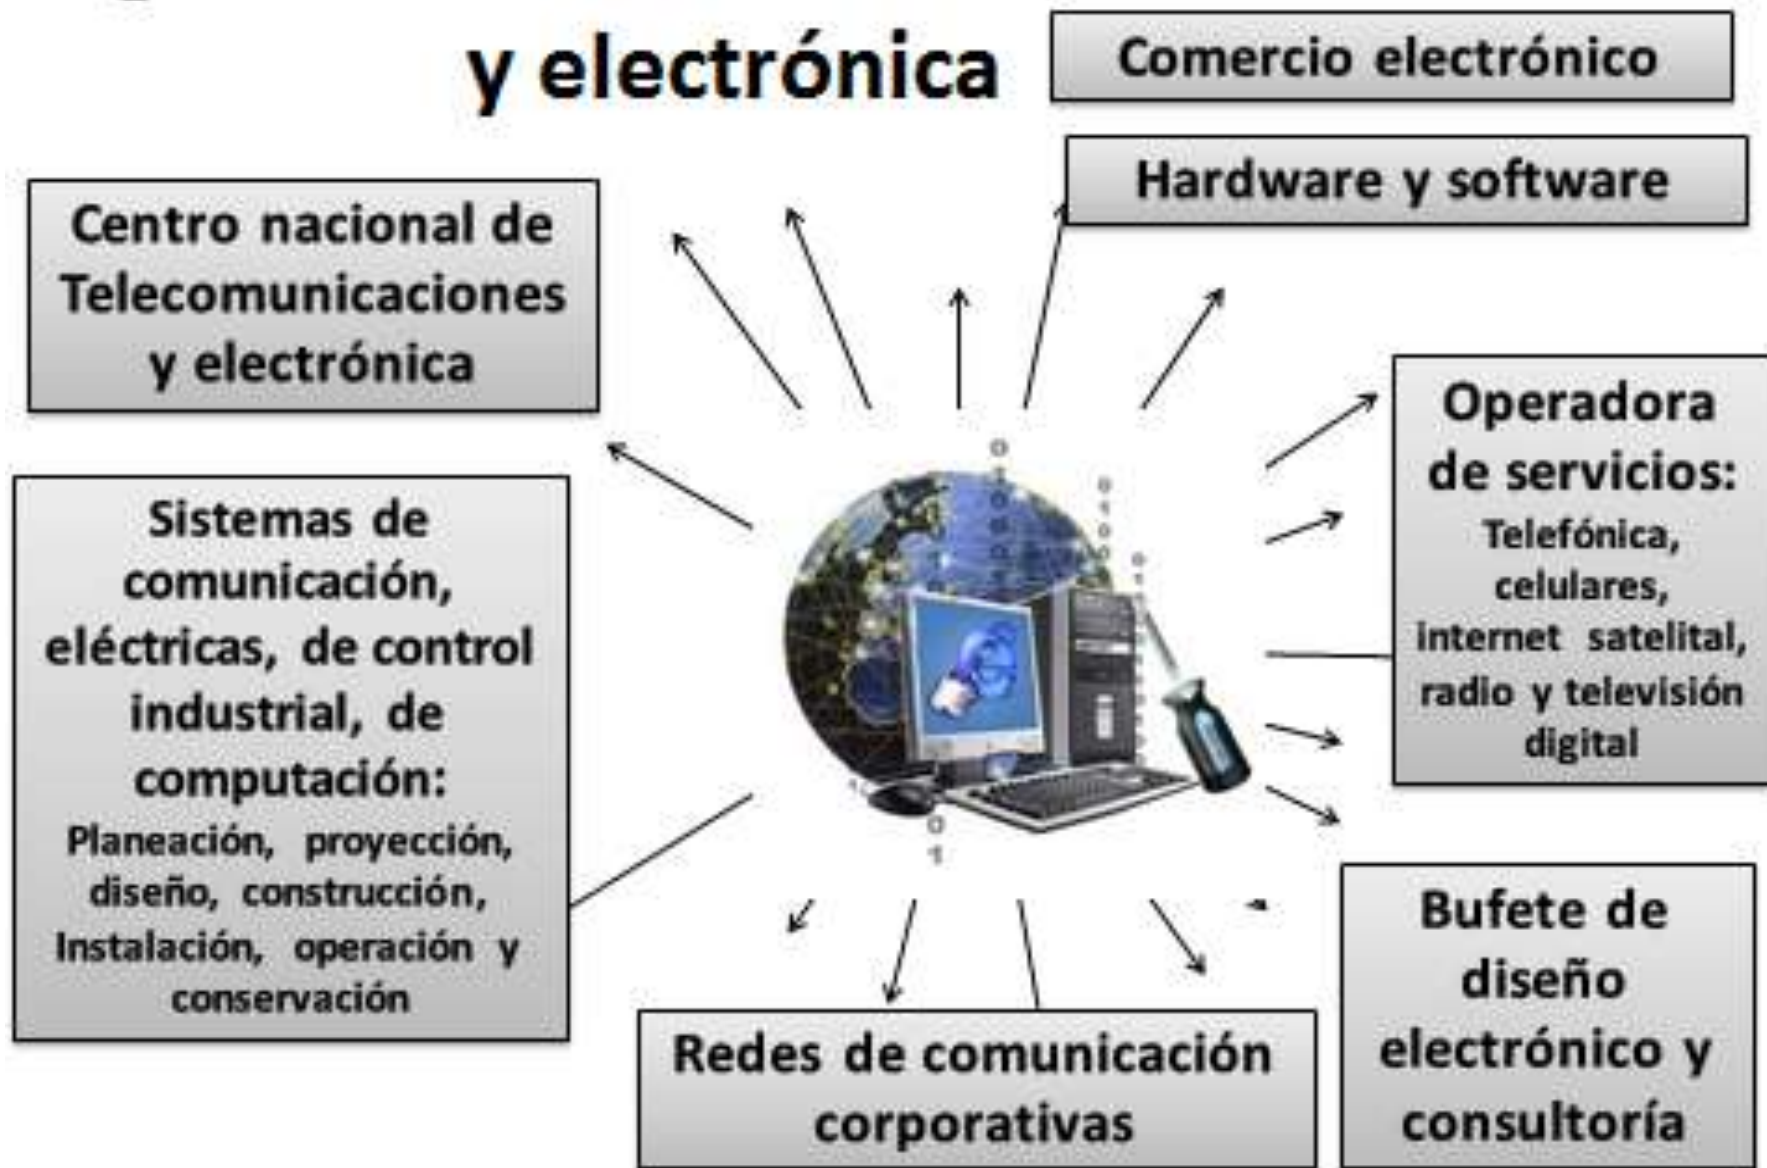 y electrónica
Comercio electrónico
Hardware y software
Centro nacional de
Telecomunicaciones
y electrónica
Operadora
de servicios:
Telefónica,
celulares,
internet satelital,
radio y televisión
digital
Sistemas de
comunicación,
eléctricas, de control
industrial, de
computación:
Planeación, proyección,
diseño, construcción,
Instalación, operación y
conservación
Redes de comunicación
corporativas
Bufete de
diseño
electrónico y
consultoría